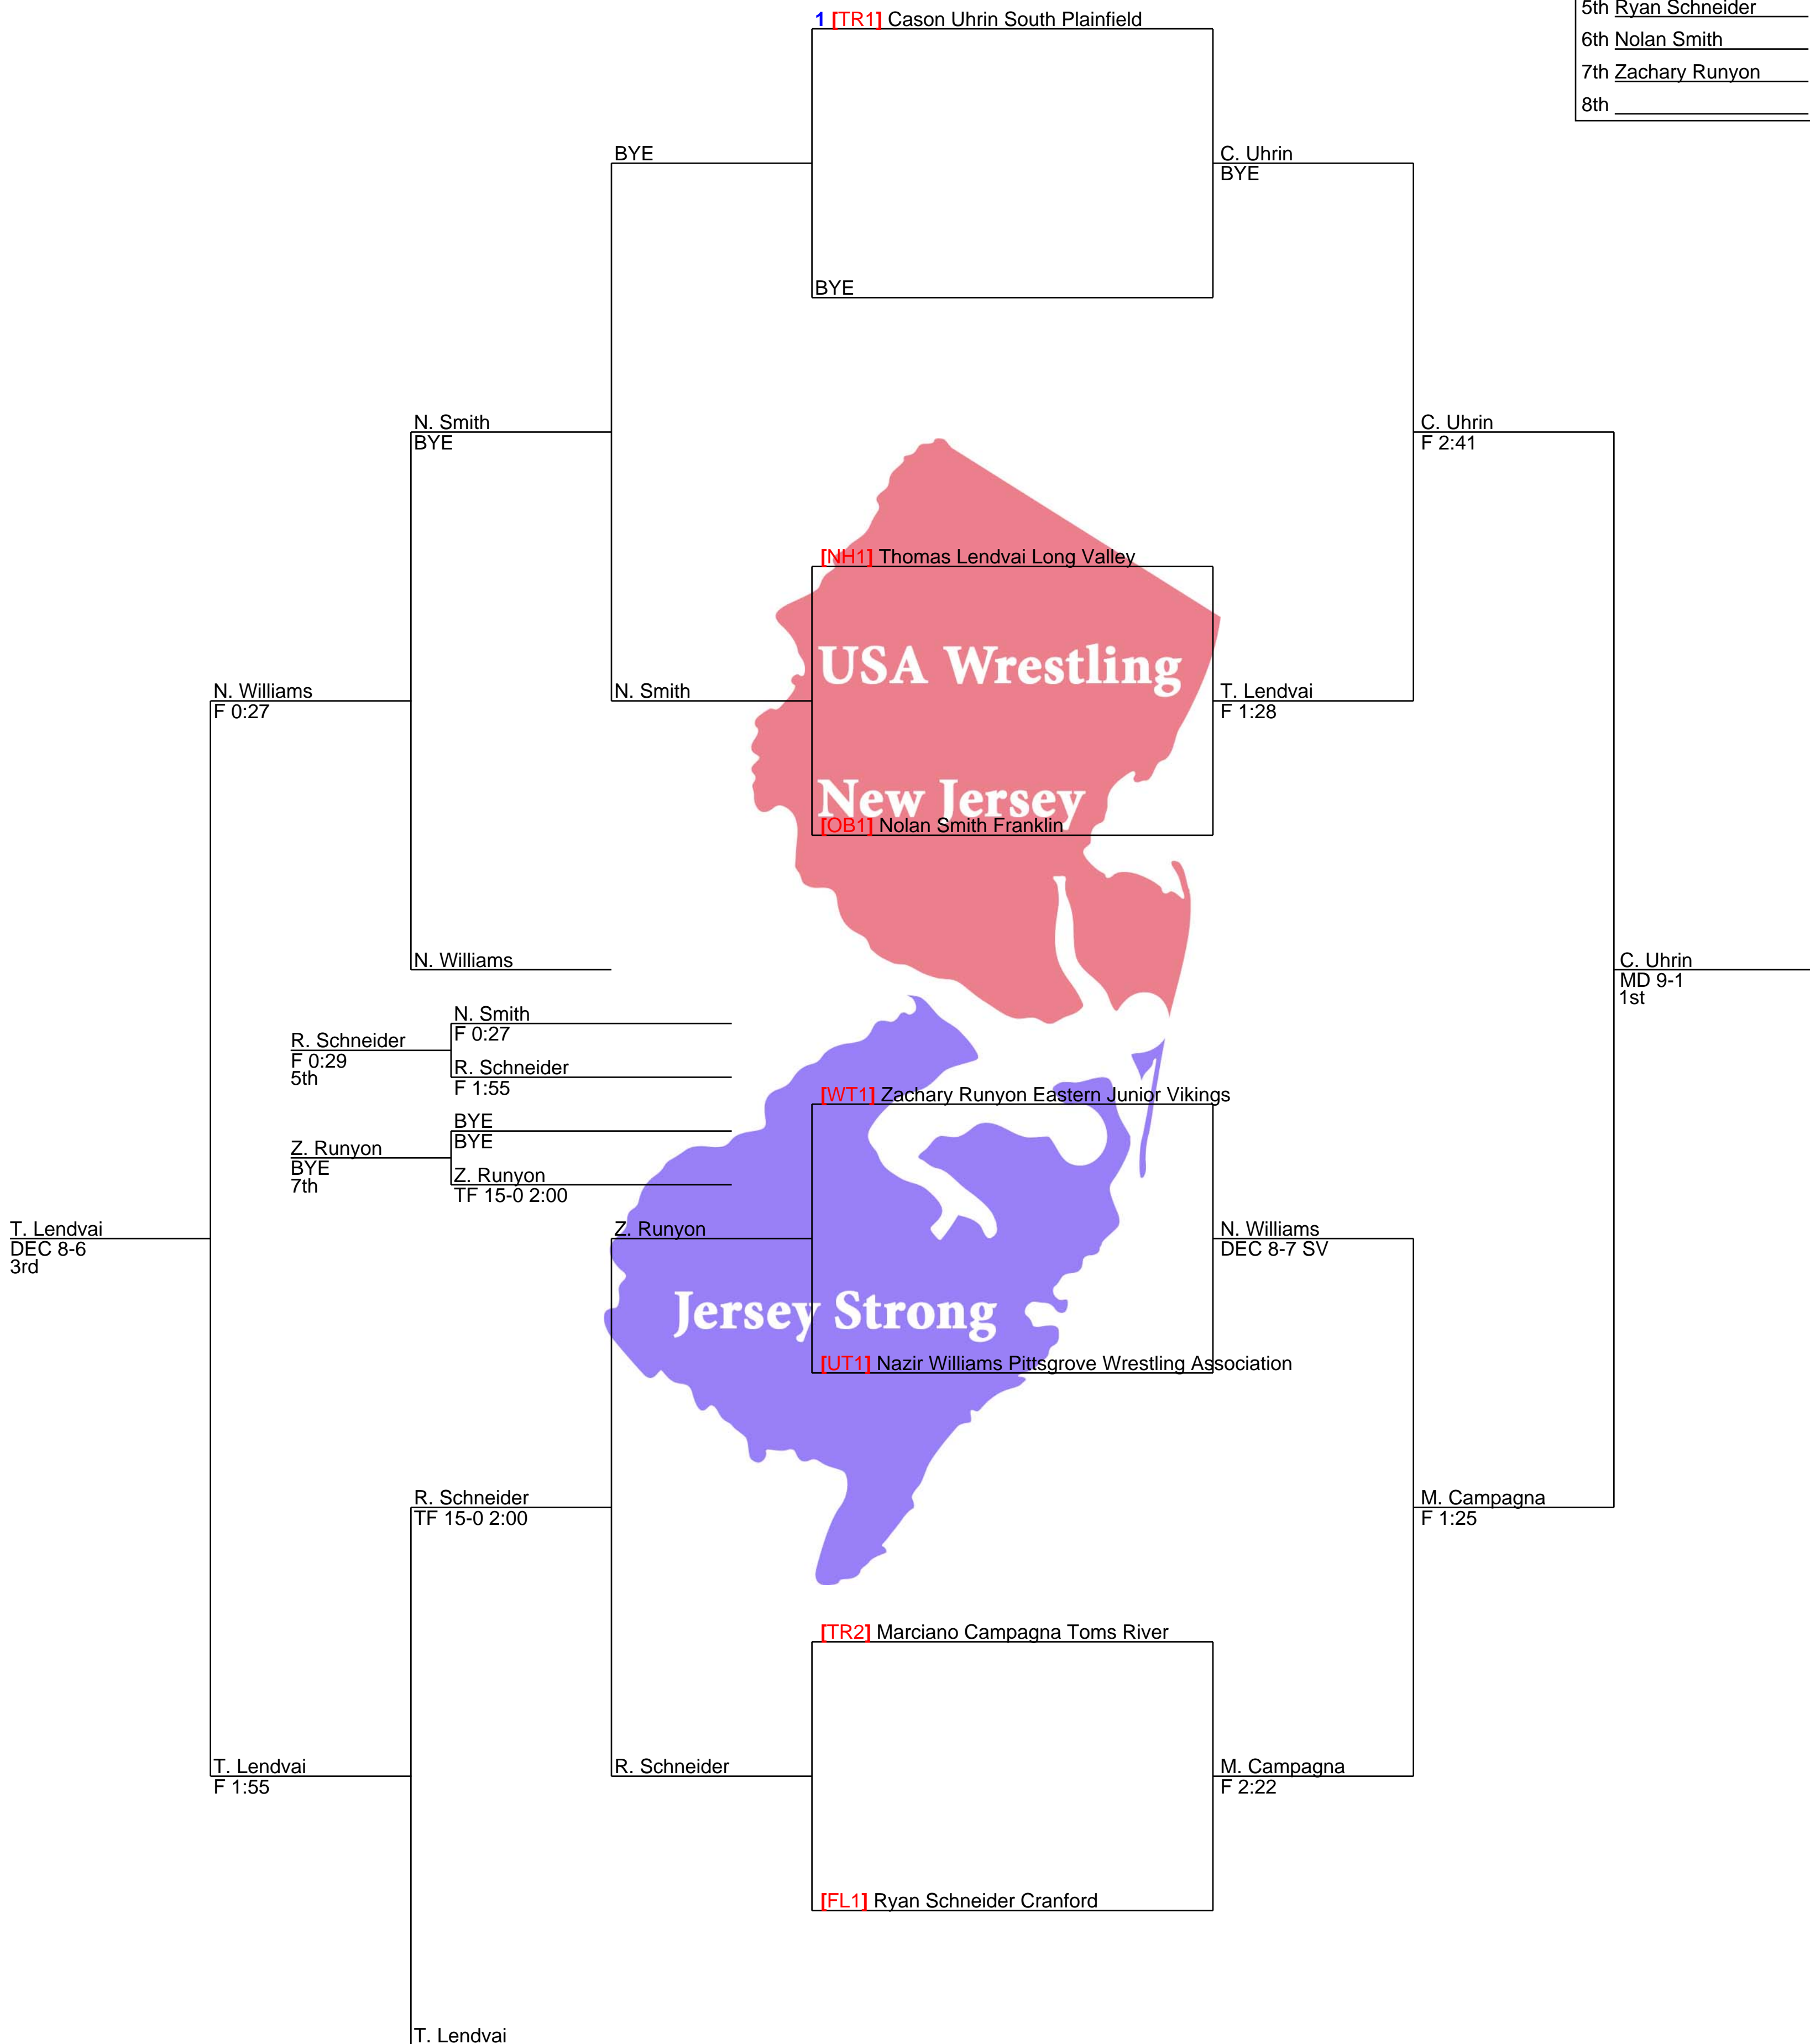 5th Ryan Schneider
1 [TR1] Cason Uhrin South Plainfield
6th Nolan Smith
7th Zachary Runyon
8th
BYE
C. Uhrin
BYE
BYE
N. Smith
BYE
C. Uhrin
F 2:41
[NH1] Thomas Lendvai Long Valley
USA Wrestling
N. Williams
F 0:27
N. Smith
T. Lendvai
F 1:28
New Jersey
[OB1] Nolan Smith Franklin
N. Williams
C. Uhrin
MD 9-1
1st
N. Smith
F 0:27
R. Schneider
F 0:29
5th
R. Schneider
F 1:55
[WT1] Zachary Runyon Eastern Junior Vikings
BYE
BYE
Z. Runyon
BYE
7th
Z. Runyon
TF 15-0 2:00
T. Lendvai
DEC 8-6
3rd
Z. Runyon
N. Williams
DEC 8-7 SV
Jersey Strong
[UT1] Nazir Williams Pittsgrove Wrestling Association
R. Schneider
TF 15-0 2:00
M. Campagna
F 1:25
[TR2] Marciano Campagna Toms River
T. Lendvai
F 1:55
R. Schneider
M. Campagna
F 2:22
[FL1] Ryan Schneider Cranford
T. Lendvai